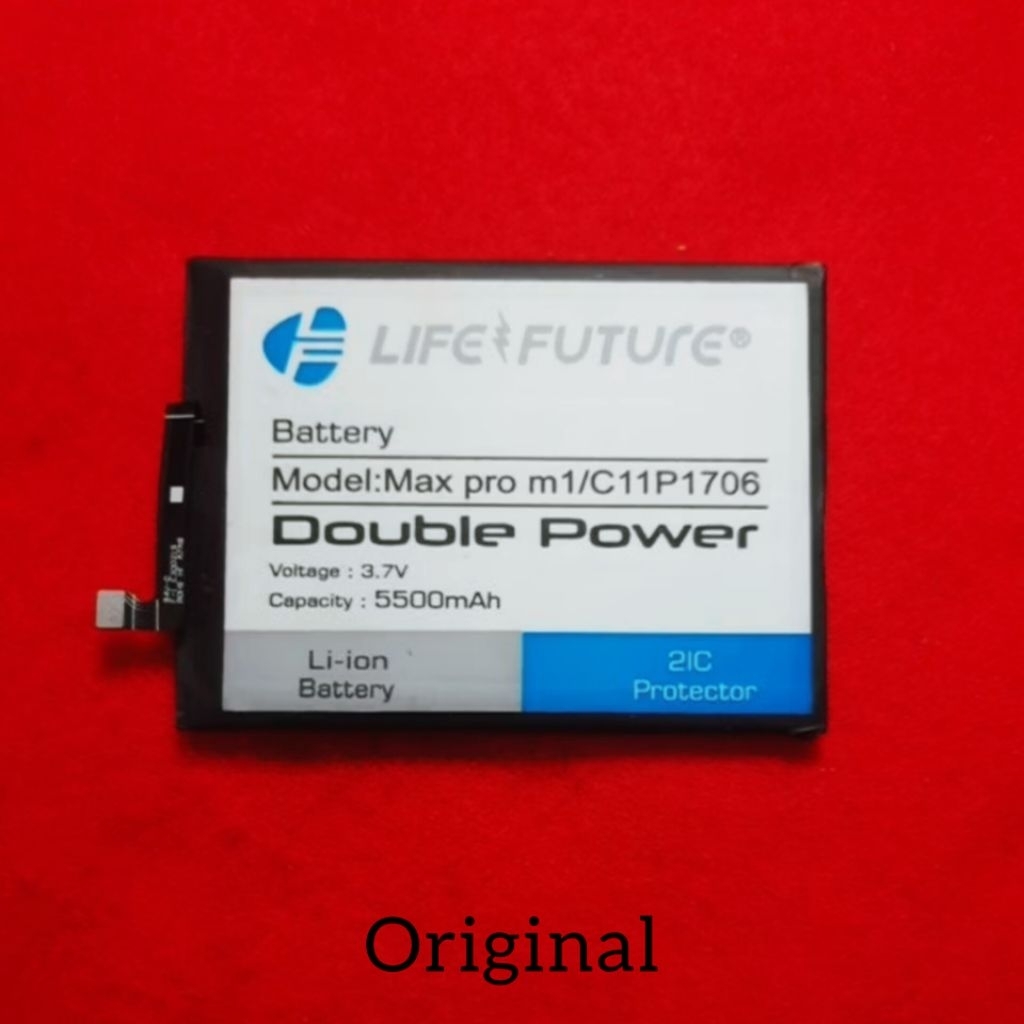 LIFE FUTURE®
Battery
Model:Max pro m1/C11P1706
Double Power
Voltage : 3.7V
Capacity : 5500mAh
Li-ion
Battery
2IC
Protector
Original